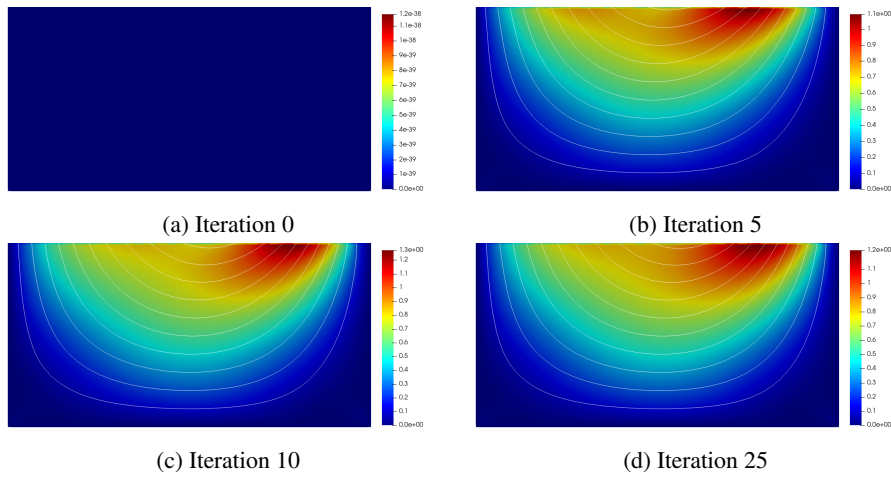 1.2e-38
1.1e-38
1e-38
9e-39
8e-39
7e-39
6e-39
5e-39
4e-39
3e-39
2e-39
1e-39
0.0e+00
1.1e+00
1
0.9
0.8
0.7
0.6
0.5
0.4
0.3
0.2
0.1
0.0e+00
(a) Iteration 0
(b) Iteration 5
1.3e+00
1.2
1.1
1
0.9
0.8
0.7
0.6
0.5
0.4
0.3
0.2
0.1
0.0e+00
1.2e+00
1
0.9
0.8
0.7
0.6
0.5
0.4
0.3
0.2
0.1
0.0e+00
(c) Iteration 10
(d) Iteration 25